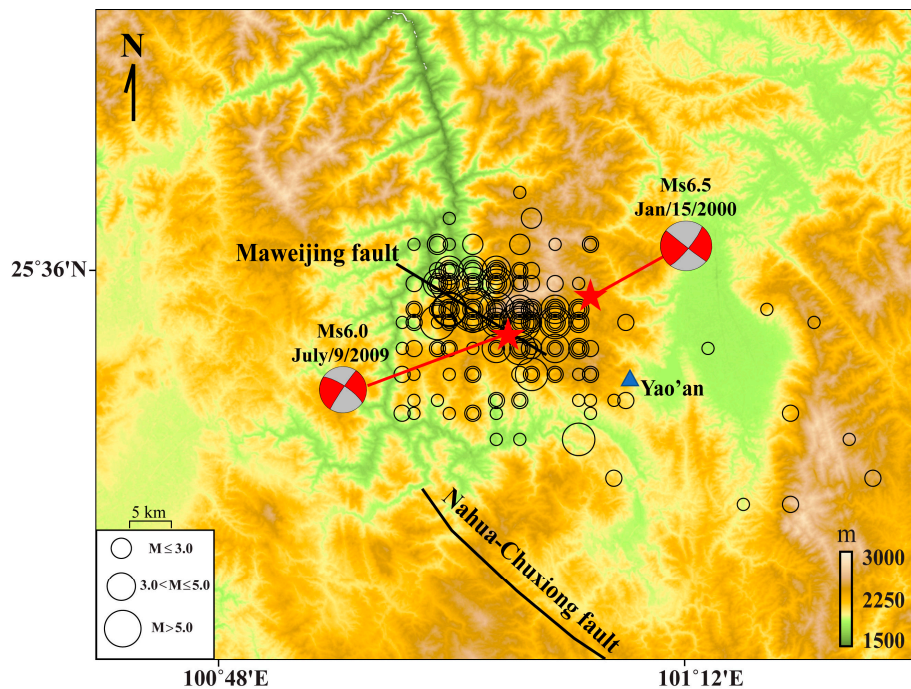 N
Ms6.5
Jan/15/2000
Maweijing fault
25°36'N
Ms6.0
July/9/2009
Yao'an
Nahua-Chuxiong fault
5 km
M ≤ 3.0
3.0<M≤5.0
M> 5.0
m
3000
2250
1500
100°48'E
101°12'E